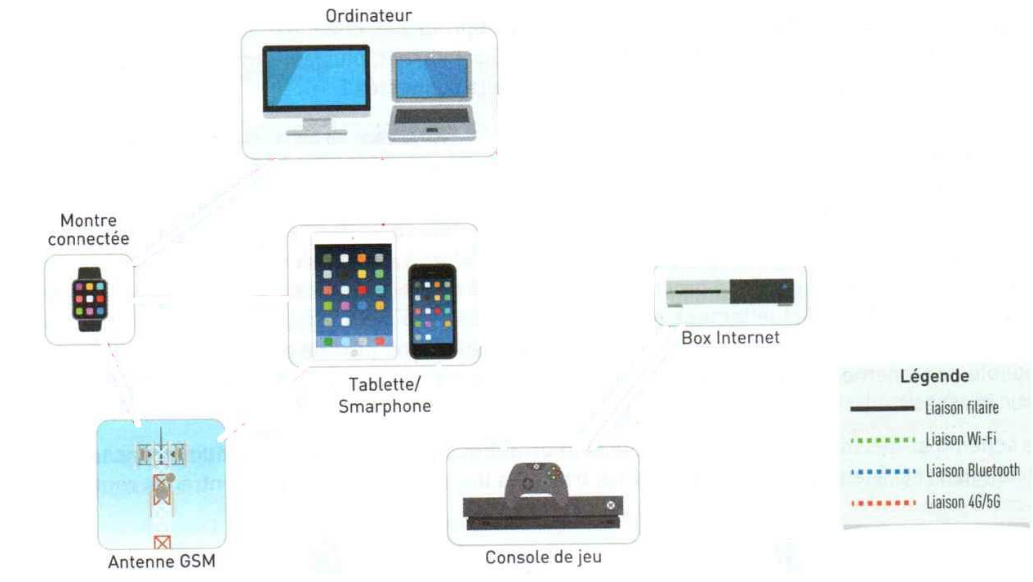 Ordinateur
Montre
connectée
Tablette/
Smarphone
Box Internet
Antenne GSM
Console de jeu
Légende
Liaison filaire
Liaison Wi-Fi
Liaison Bluetooth
Liaison 4G/5G